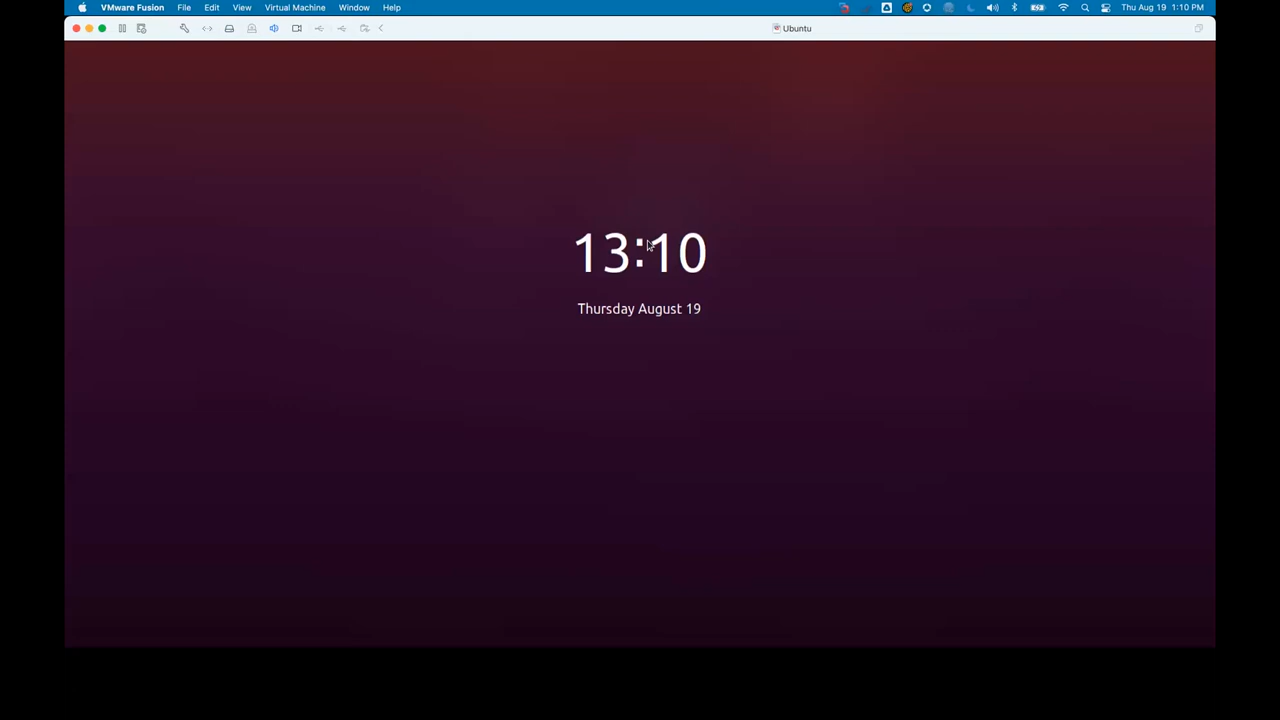 VMware Fusion File Edit View Virtual Machine Window Help Thu Aug 19 1:10 PM
Ubuntu
13:10
Thursday August 19